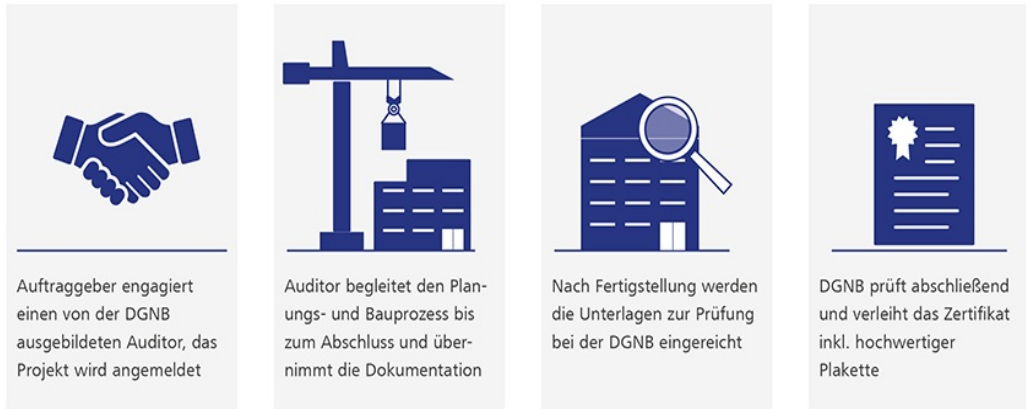 Auftraggeber engagiert
einen von der DGNB
ausgebildeten Auditor, das
Projekt wird angemeldet
Auditor begleitet den Plan-
ungs- und Bauprozess bis
zum Abschluss und über-
nimmt die Dokumentation
Nach Fertigstellung werden
die Unterlagen zur Prüfung
bei der DGNB eingereicht
DGNB prüft abschließend
und verleiht das Zertifikat
inkl. hochwertiger
Plakette